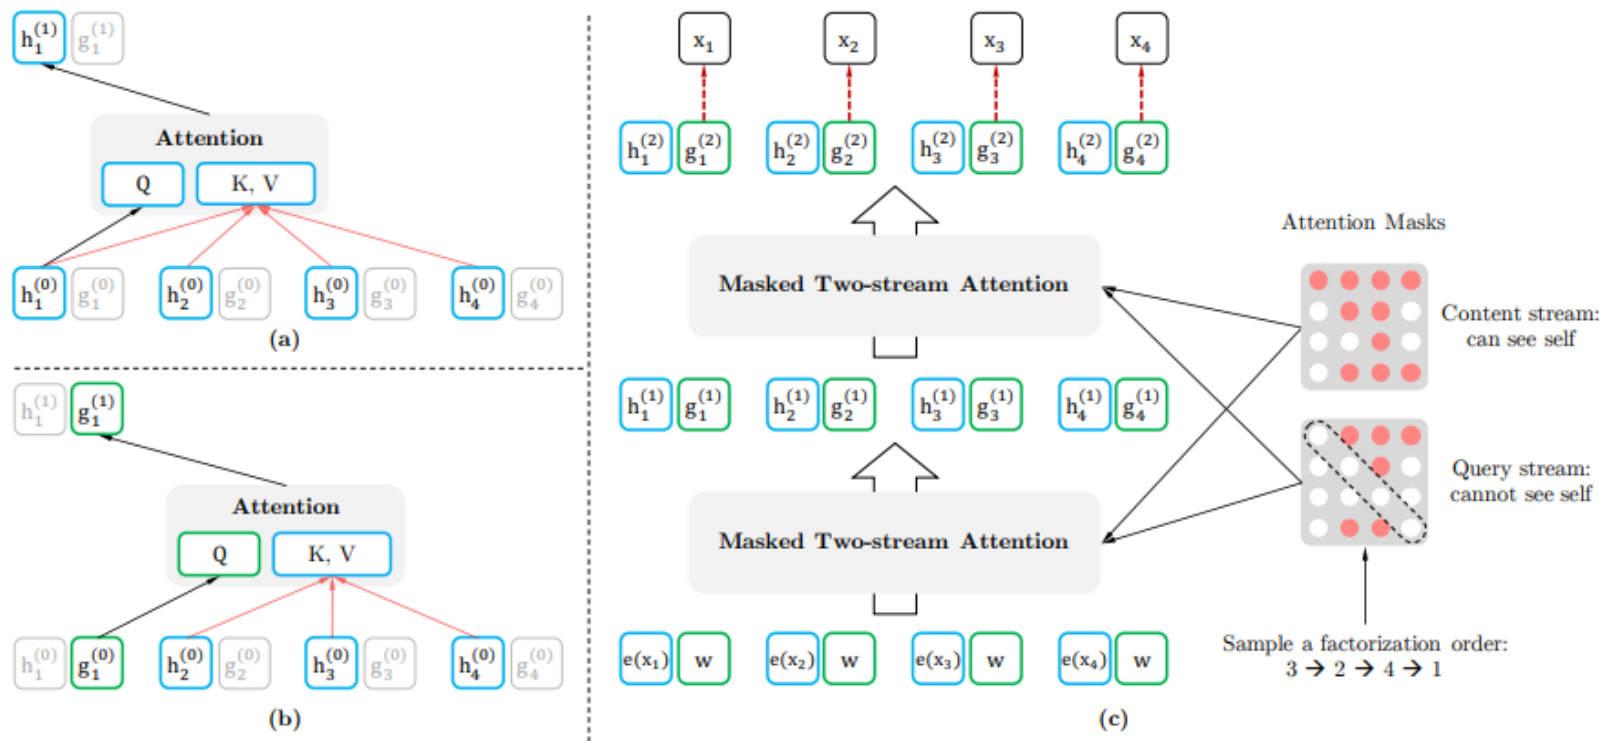 h₁⁽¹⁾ g₁⁽¹⁾
Attention
Q K, V
h₁⁽⁰⁾ g₁⁽⁰⁾ h₂⁽⁰⁾ g₂⁽⁰⁾ h₃⁽⁰⁾ g₃⁽⁰⁾ h₄⁽⁰⁾ g₄⁽⁰⁾
(a)
h₁⁽¹⁾ g₁⁽¹⁾
Attention
Q K, V
h₁⁽⁰⁾ g₁⁽⁰⁾ h₂⁽⁰⁾ g₂⁽⁰⁾ h₃⁽⁰⁾ g₃⁽⁰⁾ h₄⁽⁰⁾ g₄⁽⁰⁾
(b)
x₁ x₂ x₃ x₄
h₁⁽²⁾ g₁⁽²⁾ h₂⁽²⁾ g₂⁽²⁾ h₃⁽²⁾ g₃⁽²⁾ h₄⁽²⁾ g₄⁽²⁾
Masked Two-stream Attention
h₁⁽¹⁾ g₁⁽¹⁾ h₂⁽¹⁾ g₂⁽¹⁾ h₃⁽¹⁾ g₃⁽¹⁾ h₄⁽¹⁾ g₄⁽¹⁾
Masked Two-stream Attention
e(x₁) w e(x₂) w e(x₃) w e(x₄) w
Attention Masks
Content stream:
can see self
Query stream:
cannot see self
Sample a factorization order:
3 → 2 → 4 → 1
(c)